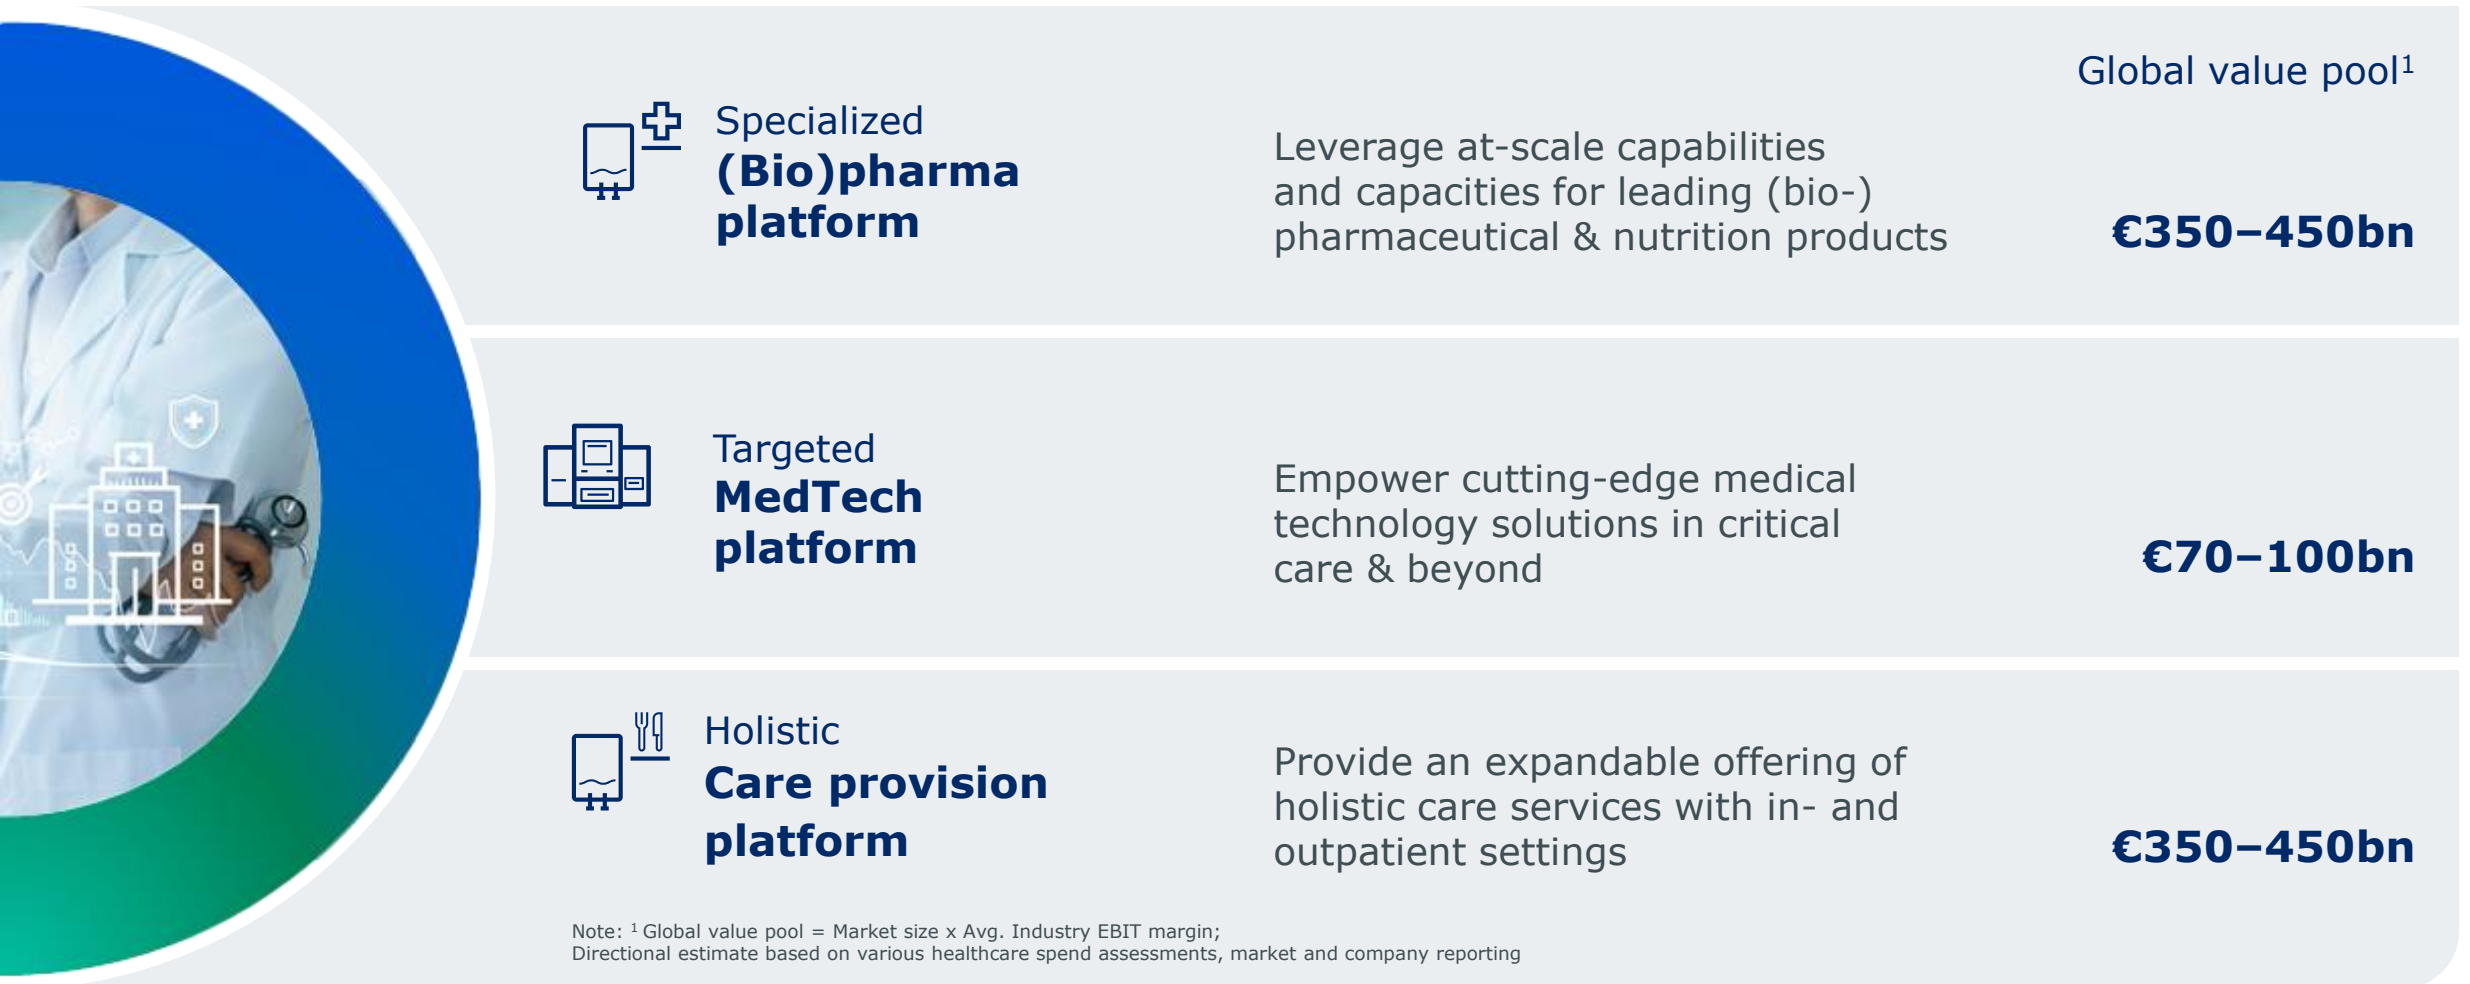 Global value pool¹
Specialized
(Bio)pharma
platform
Leverage at-scale capabilities
and capacities for leading (bio-)
pharmaceutical & nutrition products
€350–450bn
Targeted
MedTech
platform
Empower cutting-edge medical
technology solutions in critical
care & beyond
€70–100bn
Holistic
Care provision
platform
Provide an expandable offering of
holistic care services with in- and
outpatient settings
€350–450bn
Note: ¹ Global value pool = Market size x Avg. Industry EBIT margin;
Directional estimate based on various healthcare spend assessments, market and company reporting